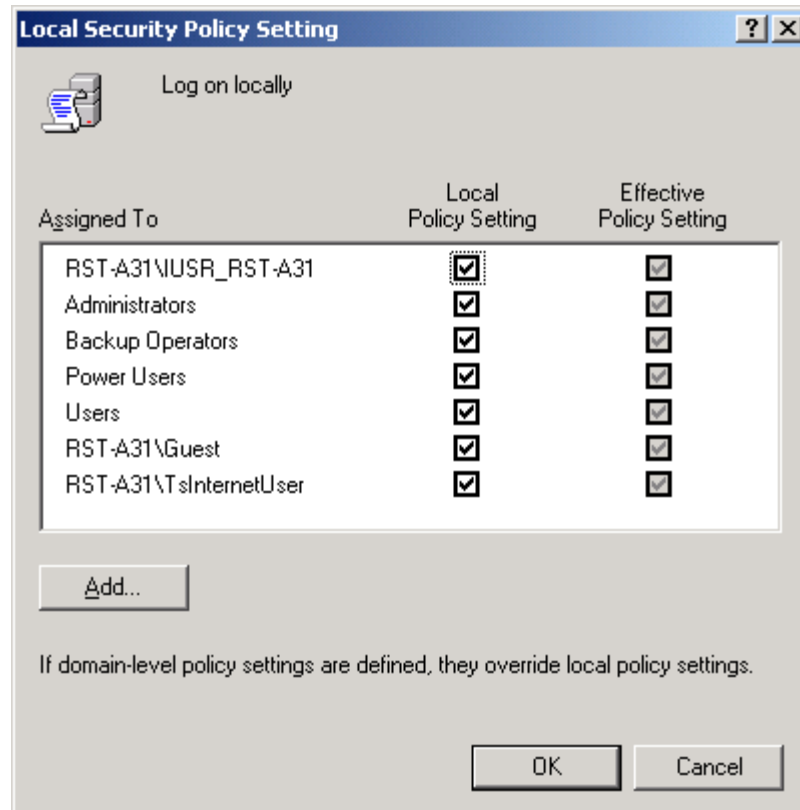 Local Security Policy Setting
Log on locally
Assigned To
Local Policy Setting
Effective Policy Setting
RST-A31\IUSR_RST-A31
Administrators
Backup Operators
Power Users
Users
RST-A31\Guest
RST-A31\TsInternetUser
Add...
If domain-level policy settings are defined, they override local policy settings.
OK
Cancel